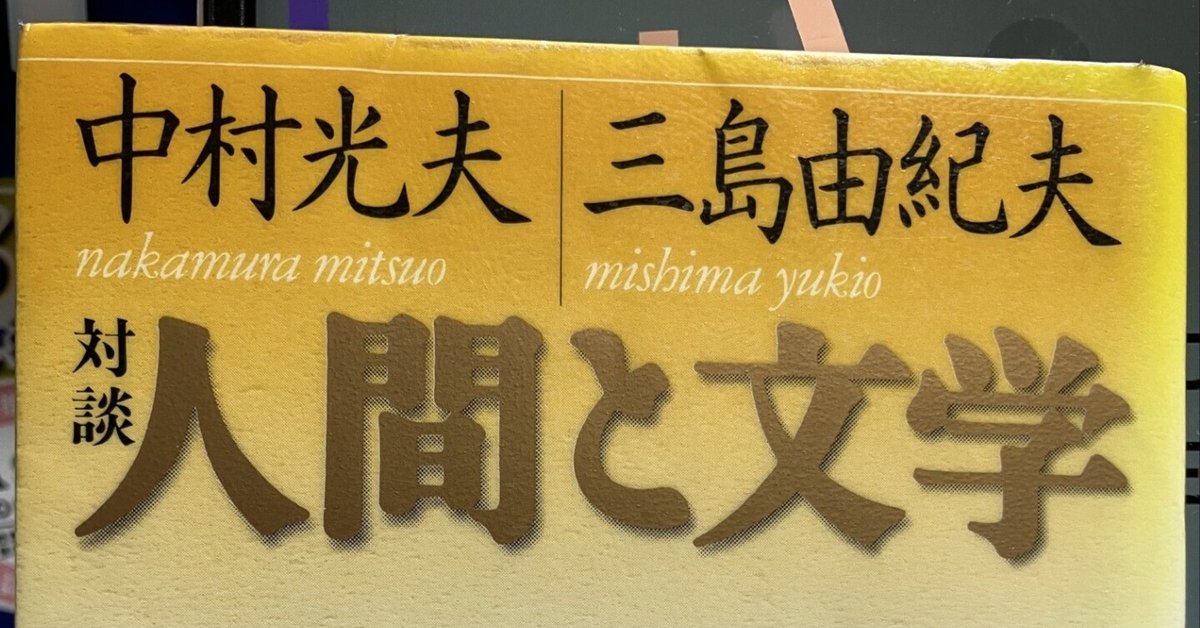 中村光夫
nakamura mitsuo
三島由紀夫
mishima yukio
対談
人間と文学